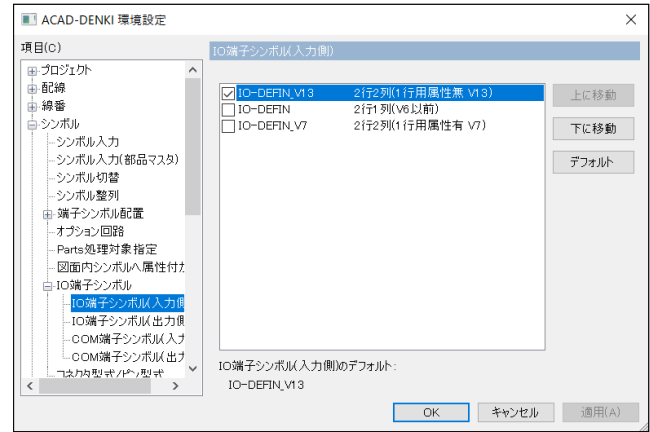 ACAD-DENKI 環境設定
項目(C)
プロジェクト
配線
線番
シンボル
シンボル入力
シンボル入力(部品マスタ)
シンボル切替
シンボル整列
端子シンボル配置
オプション回路
Parts処理対象指定
図面内シンボルへ属性付加
IO端子シンボル
IO端子シンボル(入力側
IO端子シンボル(出力側
COM端子シンボル(入力
COM端子シンボル(出力
コネクタ型式/ピン型式
IO端子シンボル(入力側)
IO-DEFIN_V13 2行2列(1行用属性無 V13)
IO-DEFIN 2行1列(V6以前)
IO-DEFIN_V7 2行2列(1行用属性有 V7)
上に移動
下に移動
デフォルト
IO端子シンボル(入力側)のデフォルト:
IO-DEFIN_V13
OK キャンセル 適用(A)